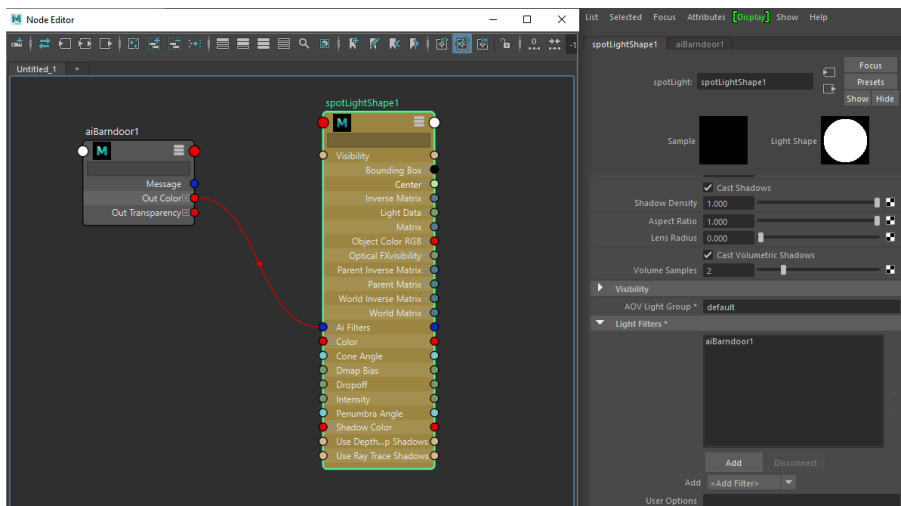 Node Editor
Untitled_1 +
aiBarndoor1
Message
Out Color
Out Transparency
spotLightShape1
Visibility
Bounding Box
Center
Inverse Matrix
Light Data
Matrix
Object Color RGB
Optical FXvisibility
Parent Inverse Matrix
Parent Matrix
World Inverse Matrix
World Matrix
Ai Filters
Color
Cone Angle
Dmap Bias
Dropoff
Intensity
Penumbra Angle
Shadow Color
Use Depth...p Shadows
Use Ray Trace Shadows
List Selected Focus Attributes [Display] Show Help
spotLightShape1 aiBarndoor1
Focus
spotLight: spotLightShape1 Presets
Show Hide
Sample Light Shape
Cast Shadows
Shadow Density 1.000
Aspect Ratio 1.000
Lens Radius 0.000
Cast Volumetric Shadows
Volume Samples 2
Visibility
AOV Light Group * default
Light Filters *
aiBarndoor1
Add Disconnect
Add <Add Filter>
User Options